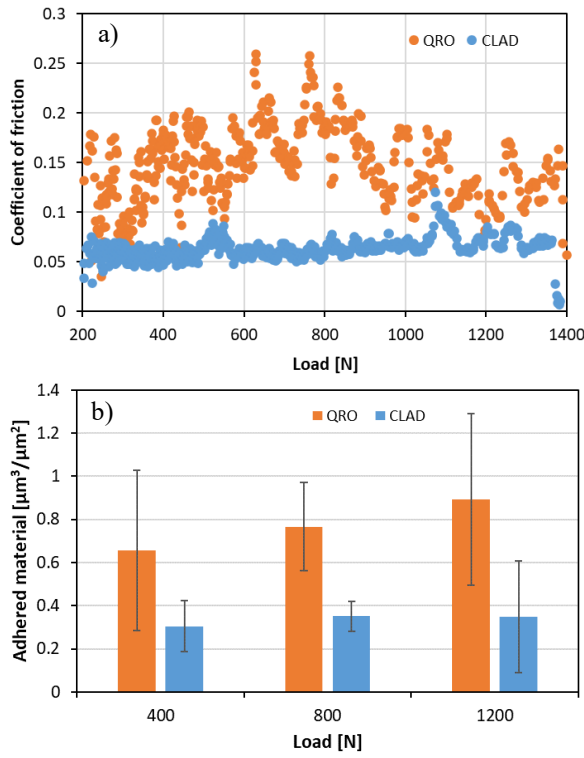 0.3
a)
QRO
CLAD
0.25
0.2
0.15
0.1
0.05
0
Coefficient of friction
200 400 600 800 1000 1200 1400
Load [N]
1.4
b)
QRO
CLAD
1.2
1
0.8
0.6
0.4
0.2
0
Adhered material [µm³/µm²]
400 800 1200
Load [N]